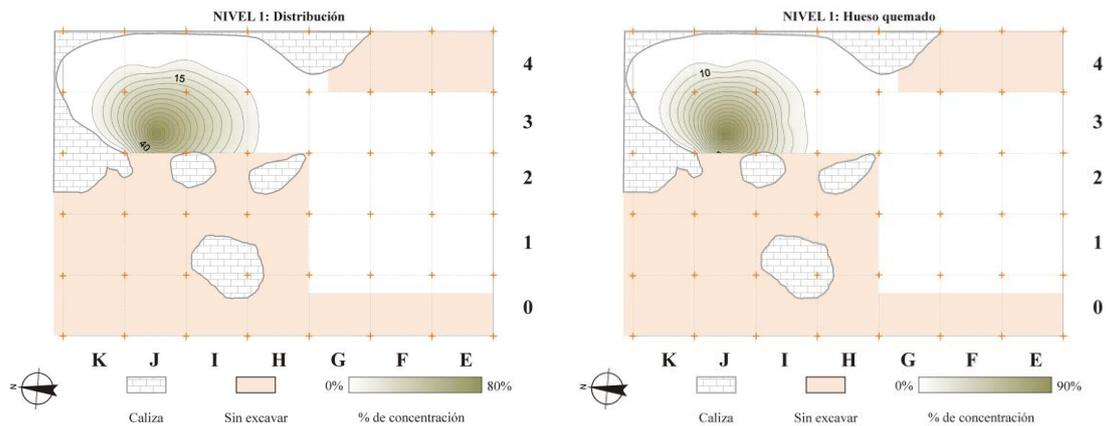 NIVEL 1: Distribución
15
40
4
3
2
1
0
K J I H G F E
N
0% 80%
Caliza Sin excavar % de concentración
NIVEL 1: Hueso quemado
10
4
3
2
1
0
K J I H G F E
N
0% 90%
Caliza Sin excavar % de concentración